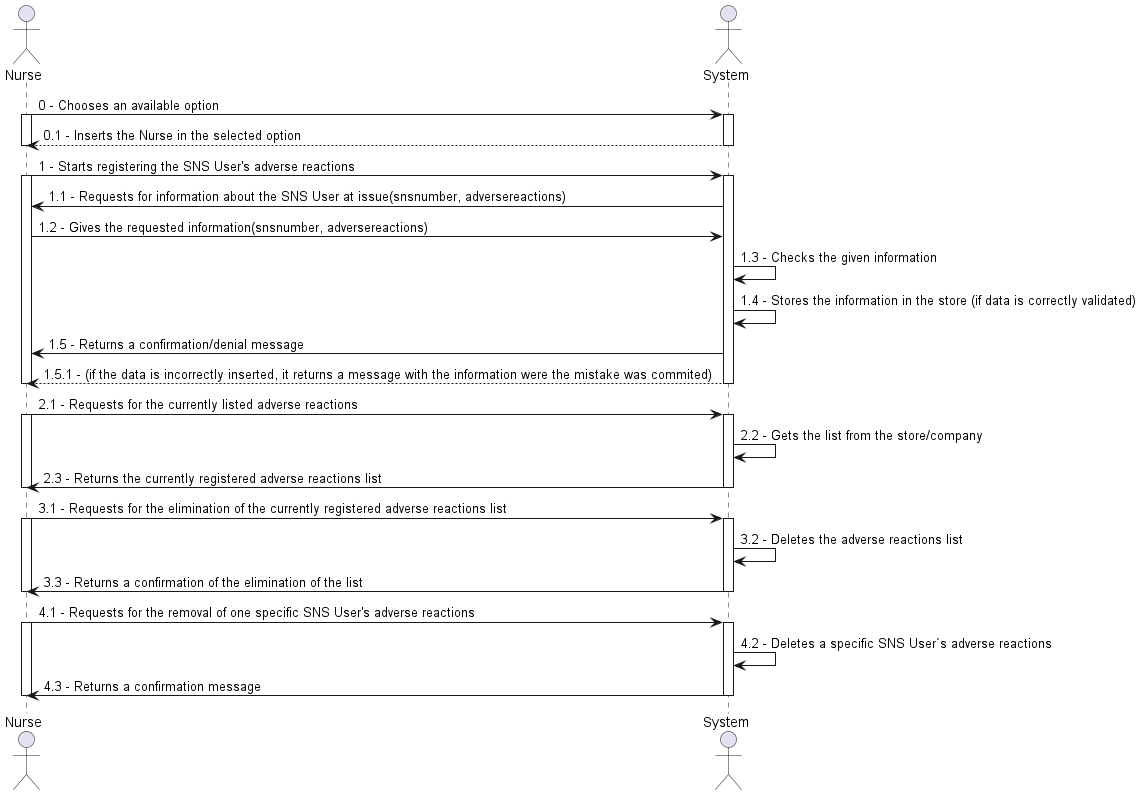 Nurse
System
0 - Chooses an available option
0.1 - Inserts the Nurse in the selected option
1 - Starts registering the SNS User's adverse reactions
1.1 - Requests for information about the SNS User at issue(snsnumber, adversereactions)
1.2 - Gives the requested information(snsnumber, adversereactions)
1.3 - Checks the given information
1.4 - Stores the information in the store (if data is correctly validated)
1.5 - Returns a confirmation/denial message
1.5.1 - (if the data is incorrectly inserted, it returns a message with the information were the mistake was commited)
2.1 - Requests for the currently listed adverse reactions
2.2 - Gets the list from the store/company
2.3 - Returns the currently registered adverse reactions list
3.1 - Requests for the elimination of the currently registered adverse reactions list
3.2 - Deletes the adverse reactions list
3.3 - Returns a confirmation of the elimination of the list
4.1 - Requests for the removal of one specific SNS User's adverse reactions
4.2 - Deletes a specific SNS User´s adverse reactions
4.3 - Returns a confirmation message
Nurse
System